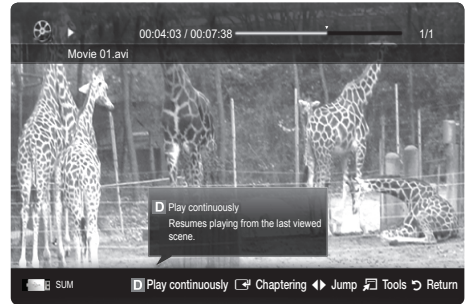 00:04:03 / 00:07:38 1/1
Movie 01.avi
D Play continuously
Resumes playing from the last viewed
scene.
SUM D Play continuously Chaptering Jump Tools Return